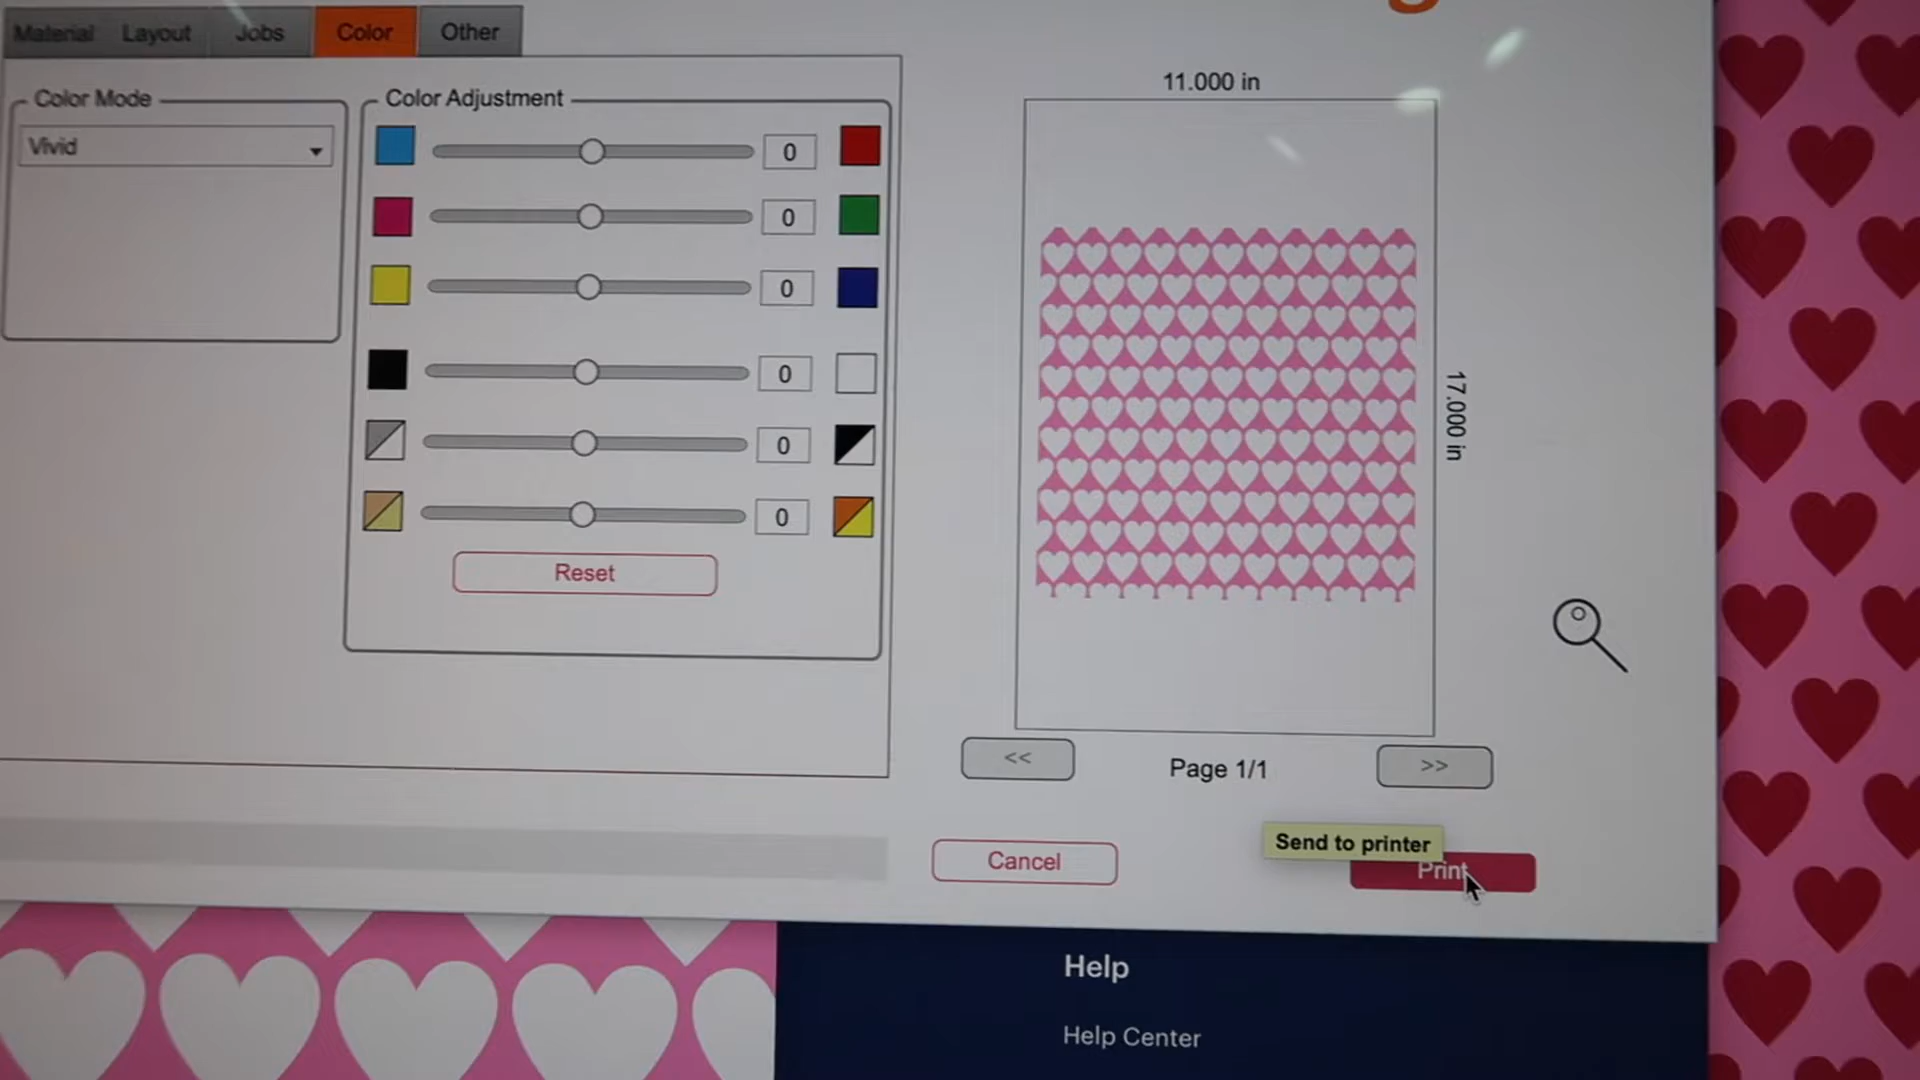 Material Layout Jobs Color Other
Color Mode
Vivid
Color Adjustment
0
0
0
0
0
0
Reset
11.000 in
17.000 in
<< Page 1/1 >>
Send to printer
Cancel Print
Help
Help Center